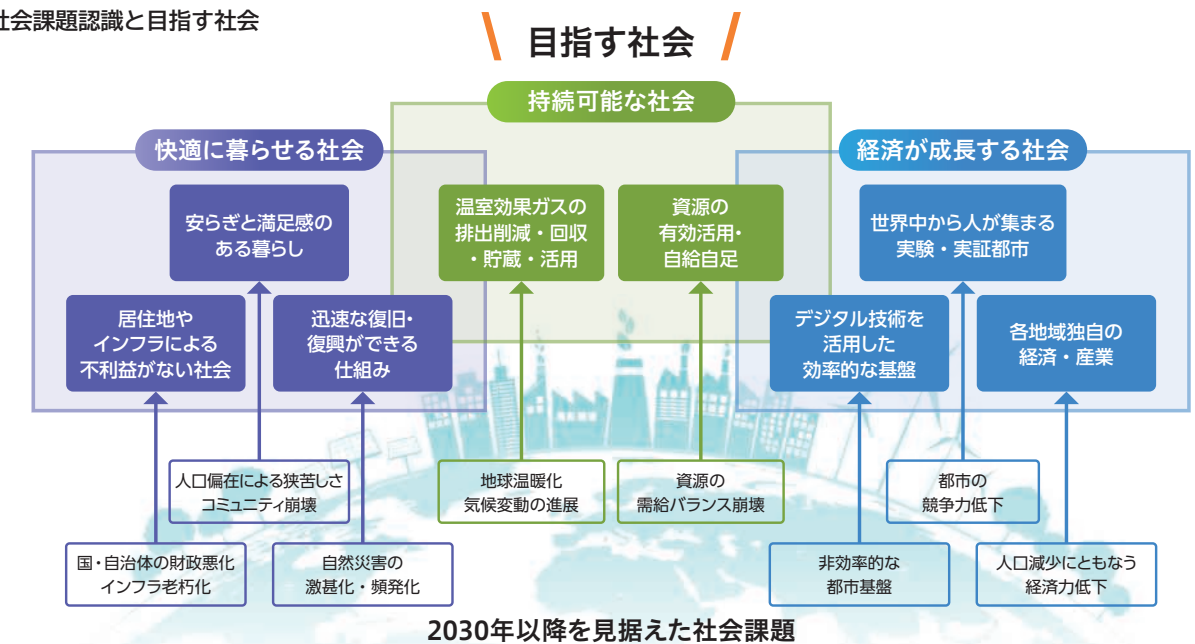 社会課題認識と目指す社会
目指す社会
持続可能な社会
快適に暮らせる社会
経済が成長する社会
安らぎと満足感の
ある暮らし
温室効果ガスの
排出削減・回収
・貯蔵・活用
資源の
有効活用・
自給自足
世界中から人が集まる
実験・実証都市
居住地や
インフラによる
不利益がない社会
迅速な復旧・
復興ができる
仕組み
デジタル技術を
活用した
効率的な基盤
各地域独自の
経済・産業
人口偏在による狭苦しさ
コミュニティ崩壊
地球温暖化
気候変動の進展
資源の
需給バランス崩壊
都市の
競争力低下
国・自治体の財政悪化
インフラ老朽化
自然災害の
激甚化・頻発化
非効率的な
都市基盤
人口減少にともなう
経済力低下
2030年以降を見据えた社会課題